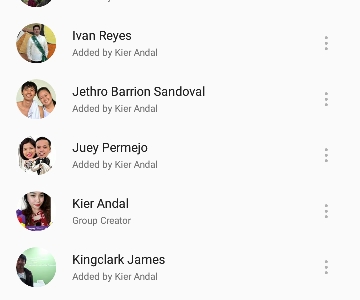 Ivan Reyes
Added by Kier Andal
Jethro Barrion Sandoval
Added by Kier Andal
Juey Permejo
Added by Kier Andal
Kier Andal
Group Creator
Kingclark James
Added by Kier Andal